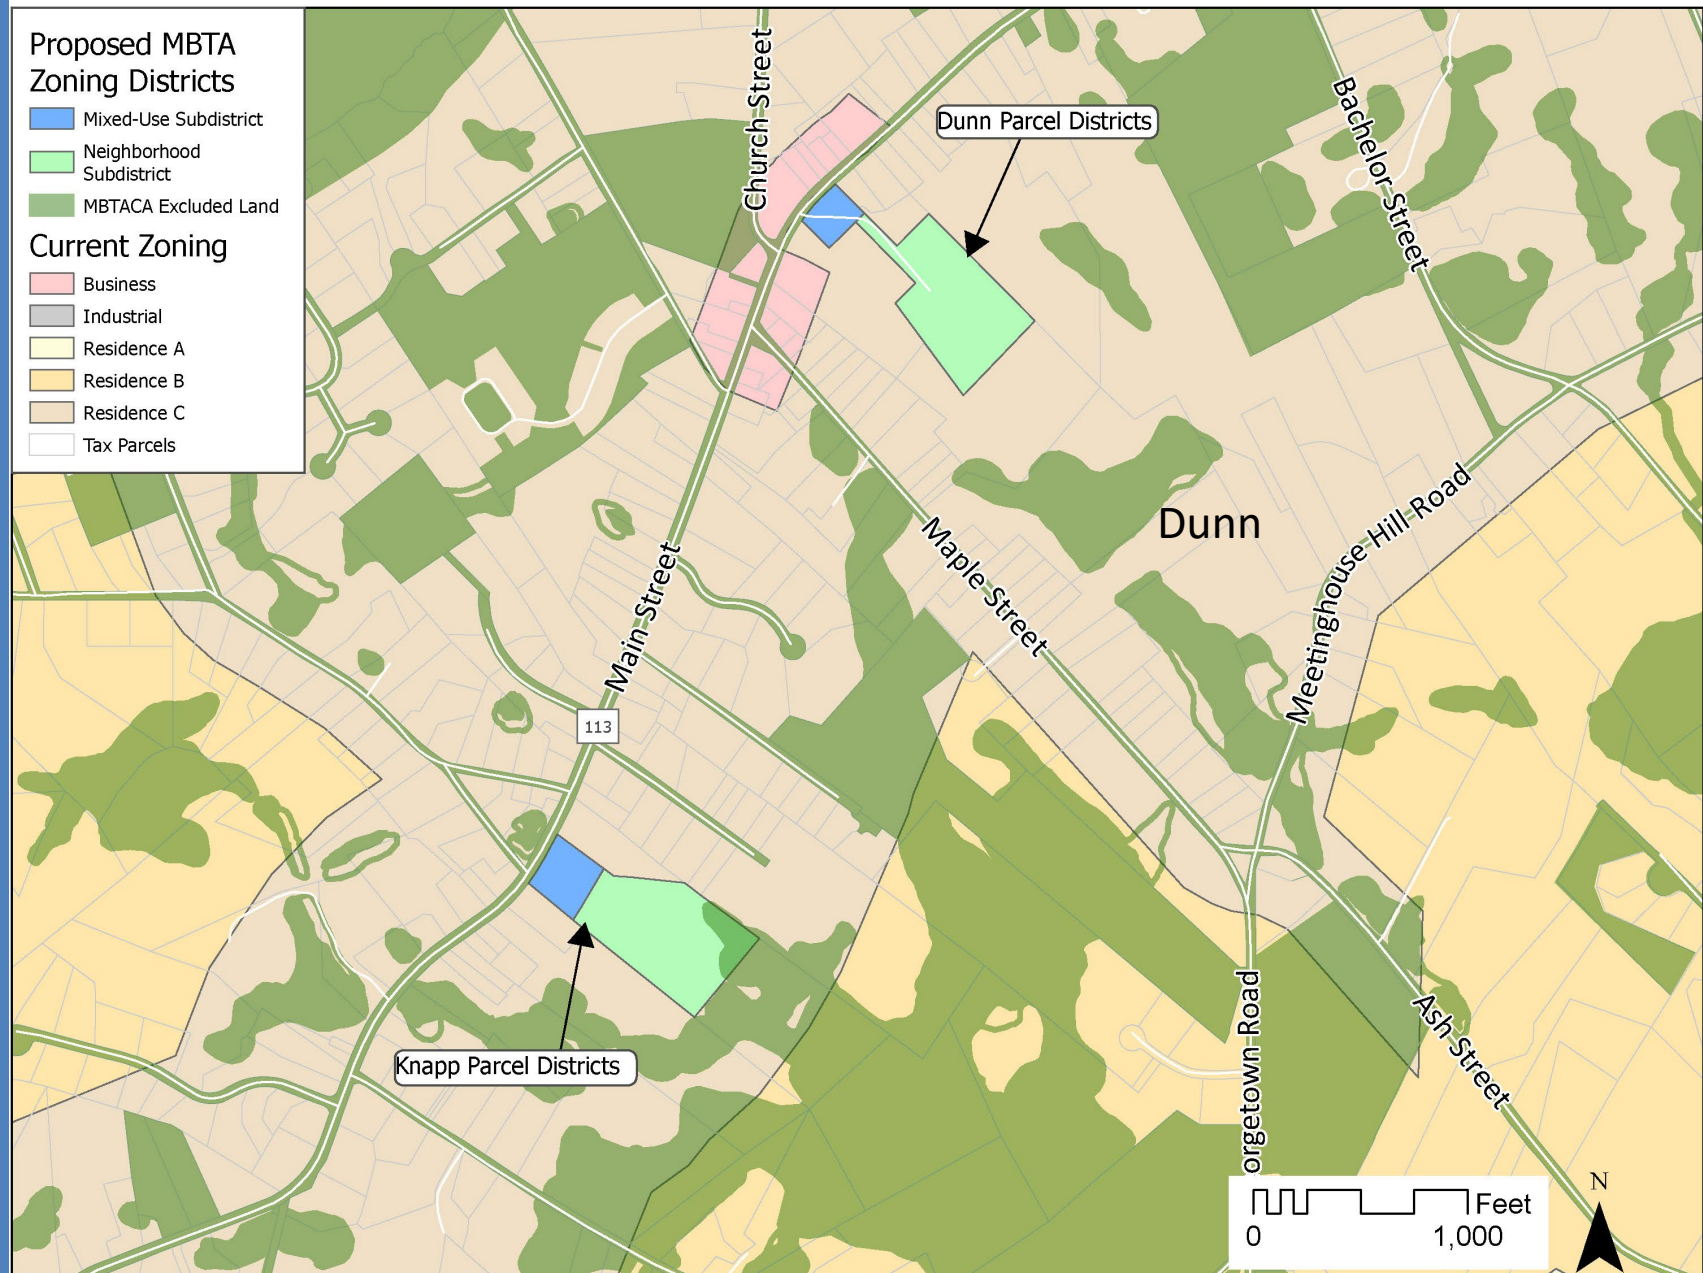 Proposed MBTA
Zoning Districts
Mixed-Use Subdistrict
Neighborhood
Subdistrict
MBTACA Excluded Land
Current Zoning
Business
Industrial
Residence A
Residence B
Residence C
Tax Parcels
Church Street
Dunn Parcel Districts
Bachelor Street
Dunn
Meetinghouse Hill Road
Maple Street
Main Street
113
Knapp Parcel Districts
orgetown Road
Ash Street
N
Feet
0 1,000